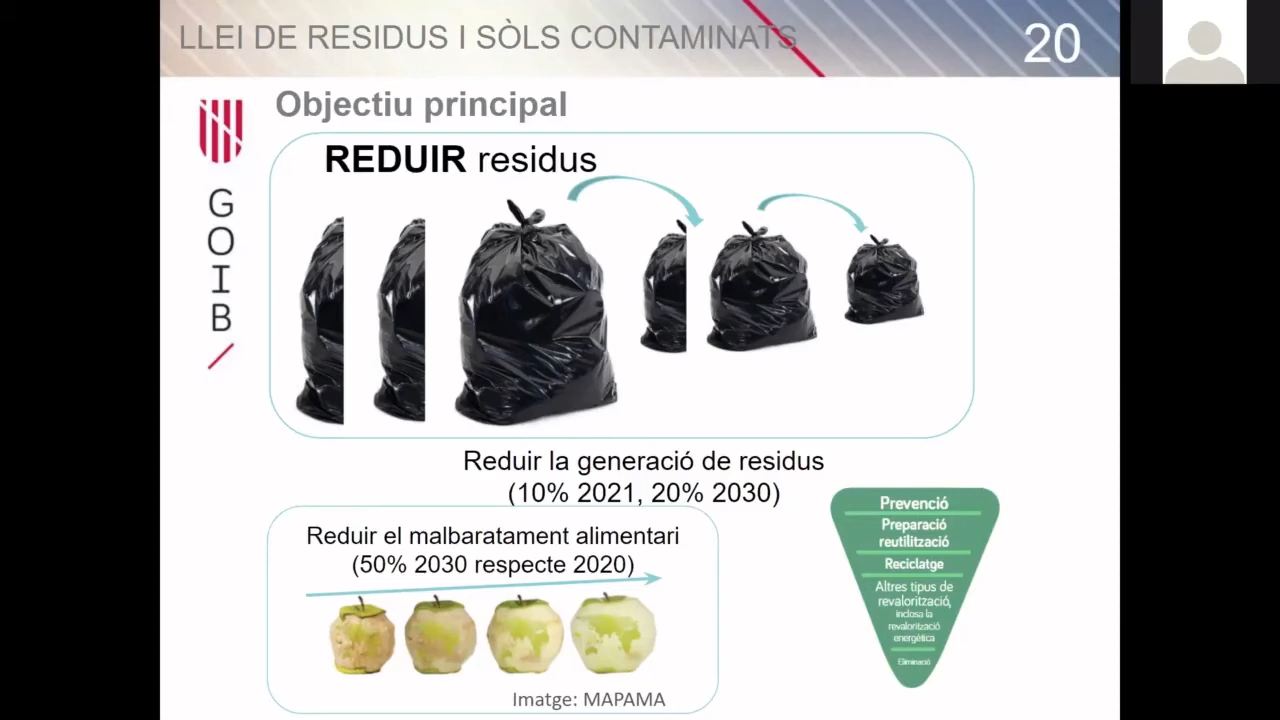 LLEI DE RESIDUS I SÒLS CONTAMINATS
20
Objectiu principal
GOIB
REDUIR residus
Reduir la generació de residus
(10% 2021, 20% 2030)
Reduir el malbaratament alimentari
(50% 2030 respecte 2020)
Imatge: MAPAMA
Prevenció
Preparació
reutilització
Reciclatge
Altres tipus de
revalorització,
inclosa la
revalorització
energètica
Eliminació